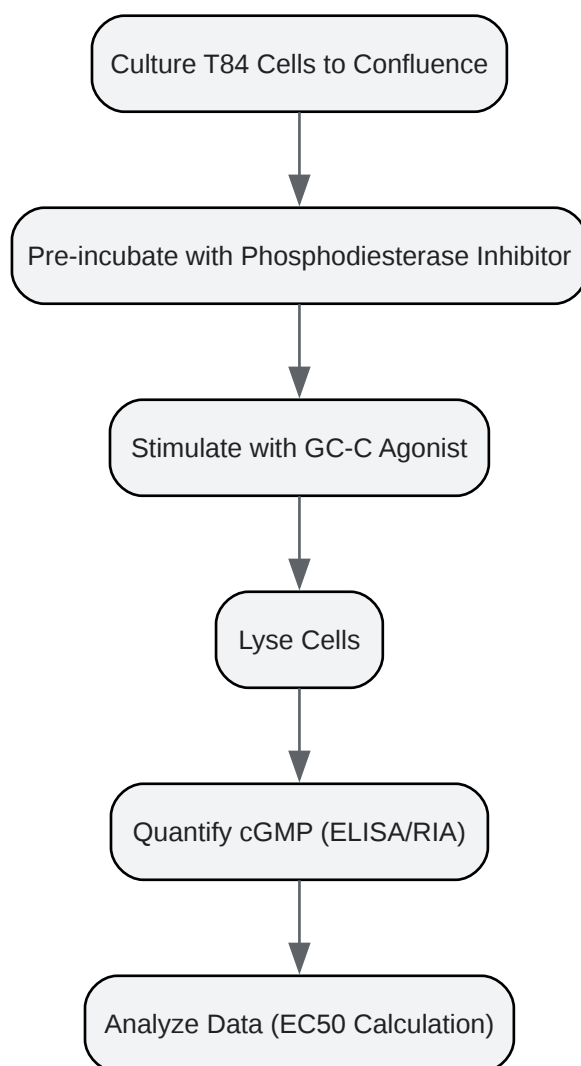 Culture T84 Cells to Confluence
Pre-incubate with Phosphodiesterase Inhibitor
Stimulate with GC-C Agonist
Lyse Cells
Quantify cGMP (ELISA/RIA)
Analyze Data (EC50 Calculation)